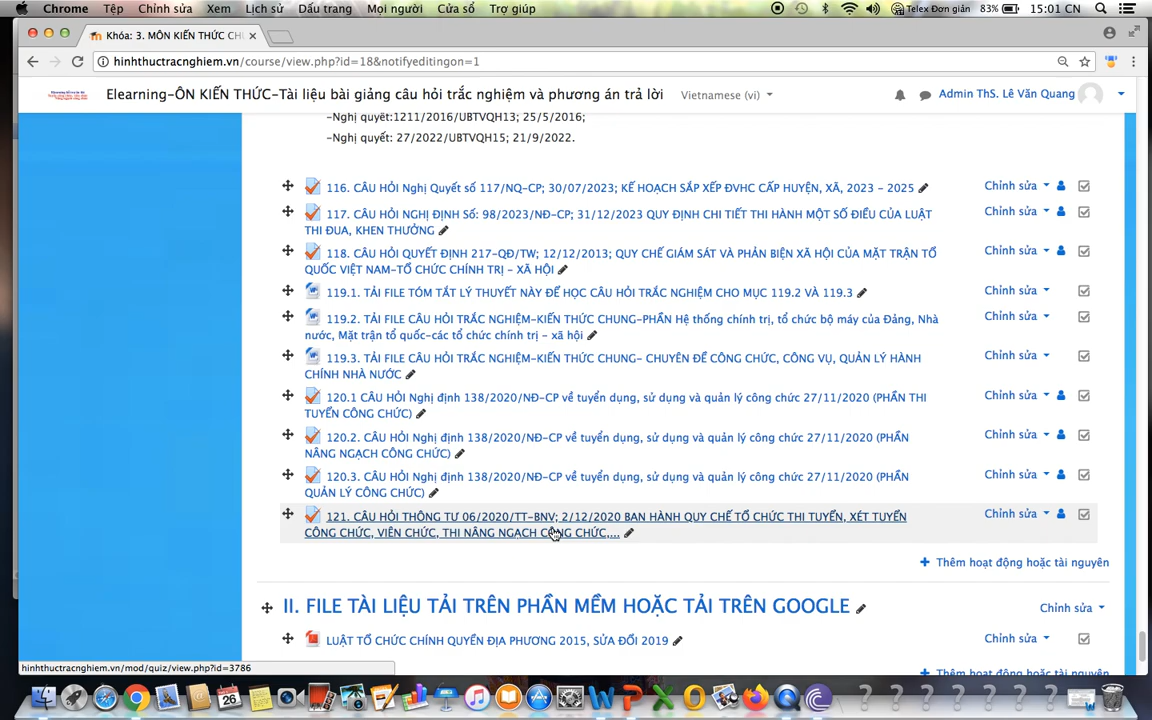 Chrome Tệp Chỉnh sửa Xem Lịch sử Dấu trang Mọi người Cửa sổ Trợ giúp Telex Đơn giản 83% 15:01 CN
Khóa: 3. MÔN KIẾN THỨC CHU
hinhthuctracnghiem.vn/course/view.php?id=18&notifyeditingon=1
Elearning-ÔN KIẾN THỨC-Tài liệu bài giảng câu hỏi trắc nghiệm và phương án trả lời Vietnamese (vi) Admin ThS. Lê Văn Quang
-Nghị quyết:1211/2016/UBTVQH13; 25/5/2016;
-Nghị quyết: 27/2022/UBTVQH15; 21/9/2022.
116. CÂU HỎI Nghị Quyết số 117/NQ-CP; 30/07/2023; KẾ HOẠCH SẮP XẾP ĐVHC CẤP HUYỆN, XÃ, 2023 - 2025 Chỉnh sửa
117. CÂU HỎI NGHỊ ĐỊNH Số: 98/2023/NĐ-CP; 31/12/2023 QUY ĐỊNH CHI TIẾT THI HÀNH MỘT SỐ ĐIỀU CỦA LUẬT Chỉnh sửa
THI ĐUA, KHEN THƯỞNG
118. CÂU HỎI QUYẾT ĐỊNH 217-QĐ/TW; 12/12/2013; QUY CHẾ GIÁM SÁT VÀ PHẢN BIỆN XÃ HỘI CỦA MẶT TRẬN TỔ Chỉnh sửa
QUỐC VIỆT NAM-TỔ CHỨC CHÍNH TRỊ - XÃ HỘI
119.1. TẢI FILE TÓM TẮT LÝ THUYẾT NÀY ĐỂ HỌC CÂU HỎI TRẮC NGHIỆM CHO MỤC 119.2 VÀ 119.3 Chỉnh sửa
119.2. TẢI FILE CÂU HỎI TRẮC NGHIỆM-KIẾN THỨC CHUNG-PHẦN Hệ thống chính trị, tổ chức bộ máy của Đảng, Nhà Chỉnh sửa
nước, Mặt trận tổ quốc-các tổ chức chính trị - xã hội
119.3. TẢI FILE CÂU HỎI TRẮC NGHIỆM-KIẾN THỨC CHUNG- CHUYÊN ĐỀ CÔNG CHỨC, CÔNG VỤ, QUẢN LÝ HÀNH Chỉnh sửa
CHÍNH NHÀ NƯỚC
120.1 CÂU HỎI Nghị định 138/2020/NĐ-CP về tuyển dụng, sử dụng và quản lý công chức 27/11/2020 (PHẦN THI Chỉnh sửa
TUYỂN CÔNG CHỨC)
120.2. CÂU HỎI Nghị định 138/2020/NĐ-CP về tuyển dụng, sử dụng và quản lý công chức 27/11/2020 (PHẦN Chỉnh sửa
NÂNG NGẠCH CÔNG CHỨC)
120.3. CÂU HỎI Nghị định 138/2020/NĐ-CP về tuyển dụng, sử dụng và quản lý công chức 27/11/2020 (PHẦN Chỉnh sửa
QUẢN LÝ CÔNG CHỨC)
121. CÂU HỎI THÔNG TƯ 06/2020/TT-BNV; 2/12/2020 BAN HÀNH QUY CHẾ TỔ CHỨC THI TUYỂN, XÉT TUYỂN Chỉnh sửa
CÔNG CHỨC, VIÊN CHỨC, THI NÂNG NGẠCH CÔNG CHỨC,...
Thêm hoạt động hoặc tài nguyên
II. FILE TÀI LIỆU TẢI TRÊN PHẦN MỀM HOẶC TẢI TRÊN GOOGLE Chỉnh sửa
LUẬT TỔ CHỨC CHÍNH QUYỀN ĐỊA PHƯƠNG 2015, SỬA ĐỔI 2019 Chỉnh sửa
Thêm hoạt động hoặc tài nguyên
hinhthuctracnghiem.vn/mod/quiz/view.php?id=3786
26